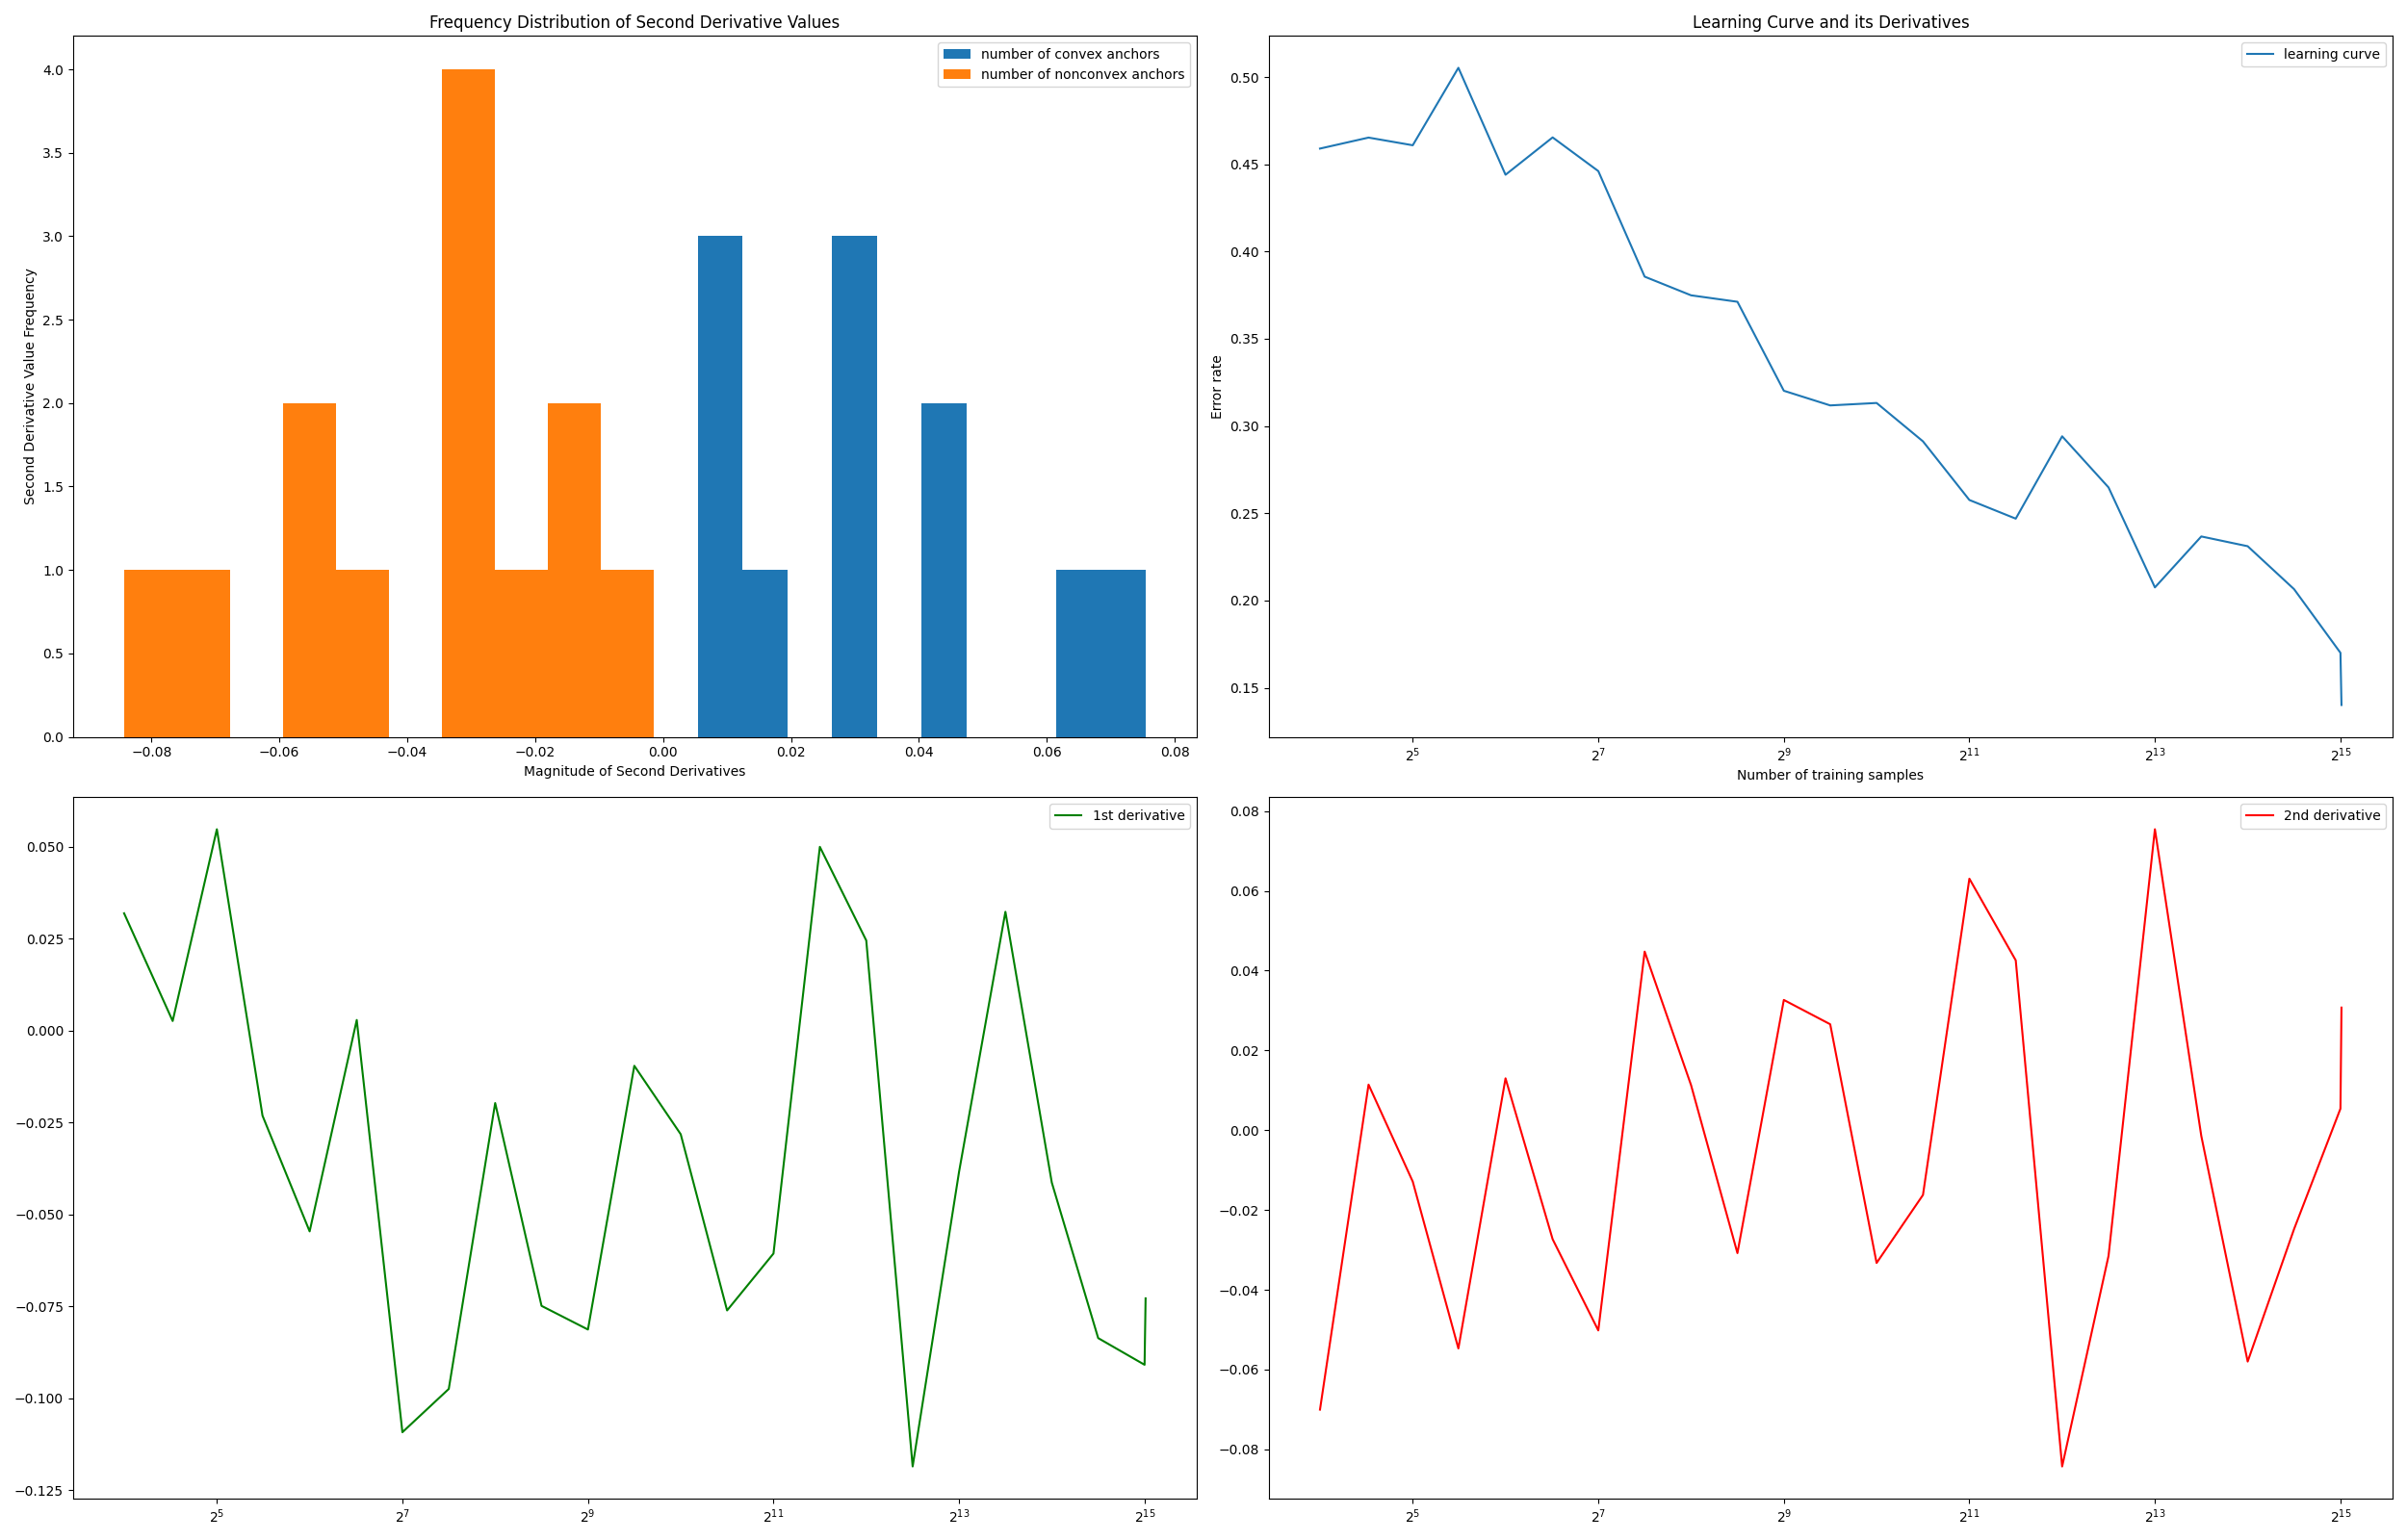 Frequency Distribution of Second Derivative Values
number of convex anchors
number of nonconvex anchors
Second Derivative Value Frequency
4.0
3.5
3.0
2.5
2.0
1.5
1.0
0.5
0.0
−0.08 −0.06 −0.04 −0.02 0.00 0.02 0.04 0.06 0.08
Magnitude of Second Derivatives
Learning Curve and its Derivatives
learning curve
Error rate
0.50
0.45
0.40
0.35
0.30
0.25
0.20
0.15
2^5 2^7 2^9 2^11 2^13 2^15
Number of training samples
1st derivative
0.050
0.025
0.000
−0.025
−0.050
−0.075
−0.100
−0.125
2^5 2^7 2^9 2^11 2^13 2^15
2nd derivative
0.08
0.06
0.04
0.02
0.00
−0.02
−0.04
−0.06
−0.08
2^5 2^7 2^9 2^11 2^13 2^15